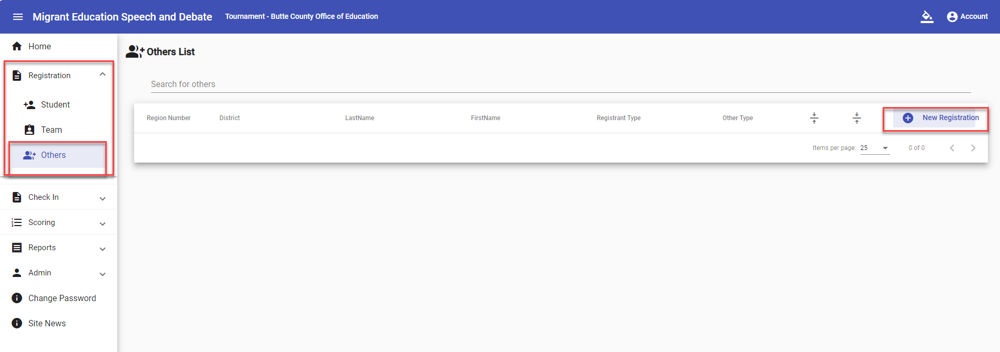 Migrant Education Speech and Debate Tournament - Butte County Office of Education Account
Home
Registration
Student
Team
Others
Check In
Scoring
Reports
Admin
Change Password
Site News
Others List
Search for others
Region Number District LastName FirstName Registrant Type Other Type New Registration
Items per page: 25 0 of 0